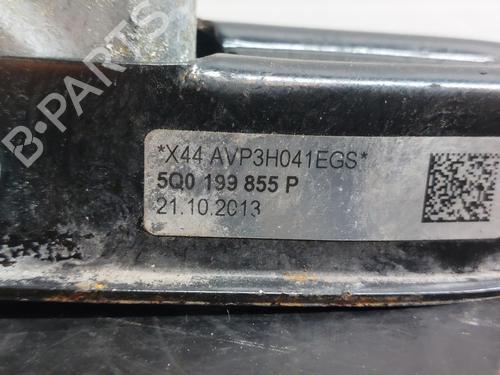 B-PARTS
*X44 AVP3H041EGS*
5Q0 199 855 P
21.10.2013